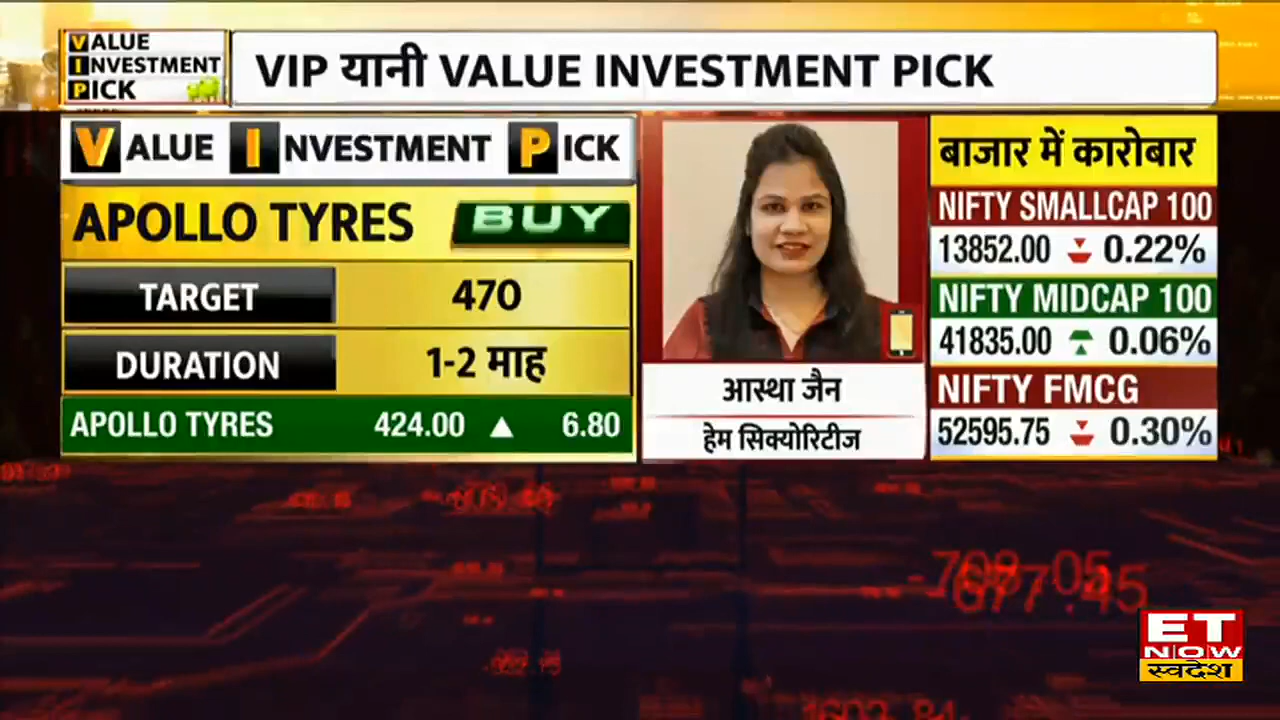 VALUE
INVESTMENT
PICK
VIP यानी VALUE INVESTMENT PICK
VALUE INVESTMENT PICK
APOLLO TYRES BUY
TARGET 470
DURATION 1-2 माह
APOLLO TYRES 424.00 ▲ 6.80
आस्था जैन
हेम सिक्योरिटीज
बाजार में कारोबार
NIFTY SMALLCAP 100
13852.00 0.22%
NIFTY MIDCAP 100
41835.00 0.06%
NIFTY FMCG
52595.75 0.30%
677.45
ET
NOW
स्वदेश